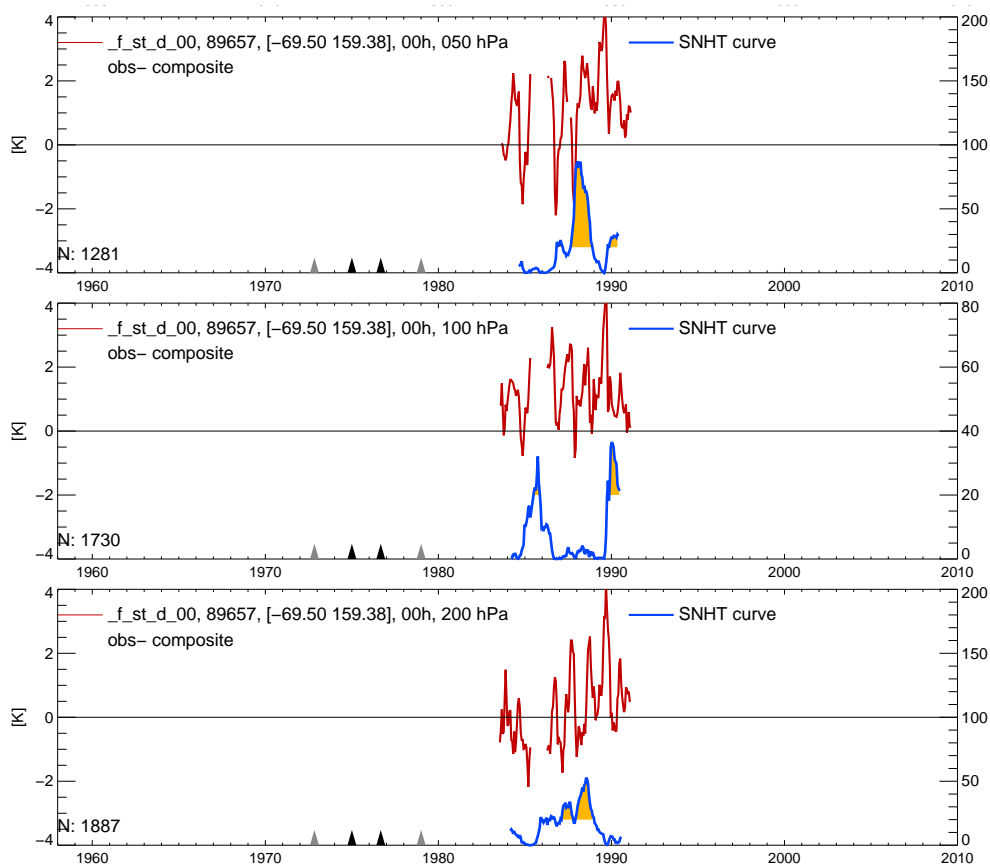 4 200
_f_st_d_00, 89657, [-69.50 159.38], 00h, 050 hPa SNHT curve
obs- composite
2 150
[K] 0 100
-2 50
N: 1281
-4 0
1960 1970 1980 1990 2000 2010
4 80
_f_st_d_00, 89657, [-69.50 159.38], 00h, 100 hPa SNHT curve
obs- composite
2 60
[K] 0 40
-2 20
N: 1730
-4 0
1960 1970 1980 1990 2000 2010
4 200
_f_st_d_00, 89657, [-69.50 159.38], 00h, 200 hPa SNHT curve
obs- composite
2 150
[K] 0 100
-2 50
N: 1887
-4 0
1960 1970 1980 1990 2000 2010